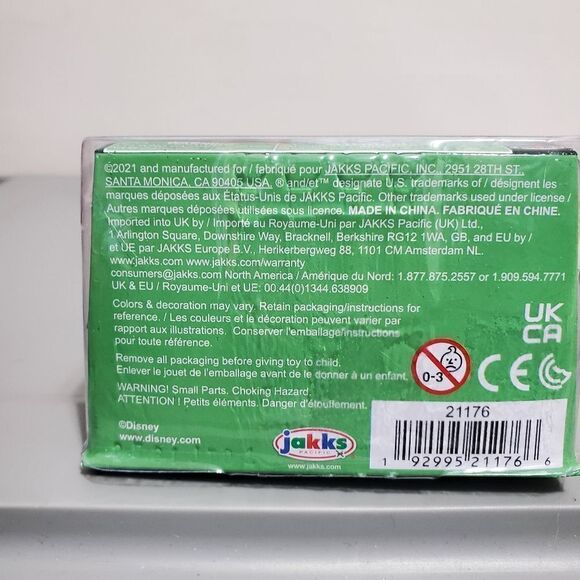 ©2021 and manufactured for / fabriqué pour JAKKS PACIFIC, INC., 2951 28TH ST.,
SANTA MONICA, CA 90405 USA. ® and/et™ designate U.S. trademarks of / désignent les
marques déposées aux États-Unis de JAKKS Pacific. Other trademarks used under license /
Autres marques déposées utilisées sous licence. MADE IN CHINA. FABRIQUÉ EN CHINE.
Imported into UK by / Importé au Royaume-Uni par JAKKS Pacific (UK) Ltd.,
1 Arlington Square, Downshire Way, Bracknell, Berkshire RG12 1WA, GB, and EU by /
et UE par JAKKS Europe B.V., Herikerbergweg 88, 1101 CM Amsterdam NL.
www.jakks.com www.jakks.com/warranty
consumers@jakks.com North America / Amérique du Nord: 1.877.875.2557 or 1.909.594.7771
UK & EU / Royaume-Uni et UE: 00.44(0)1344.638909
Colors & decoration may vary. Retain packaging/instructions for
reference. / Les couleurs et le décoration peuvent varier par
rapport aux illustrations. Conserver l'emballage/instructions
pour toute référence.
Remove all packaging before giving toy to child.
Enlever le jouet de l'emballage avant de le donner à un enfant.
WARNING! Small Parts. Choking Hazard.
ATTENTION ! Petits éléments. Danger d'étouffement.
©Disney
www.disney.com
jakks
PACIFIC
www.jakks.com
UK
CA
0-3
CE
21176
1 92995 21176 6